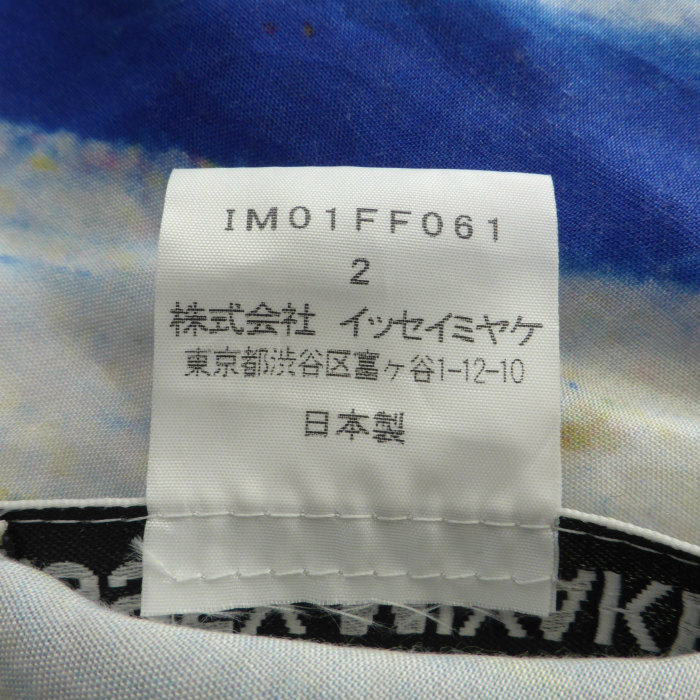 IM01FF061
2
株式会社 イッセイミヤケ
東京都渋谷区富ヶ谷1-12-10
日本製